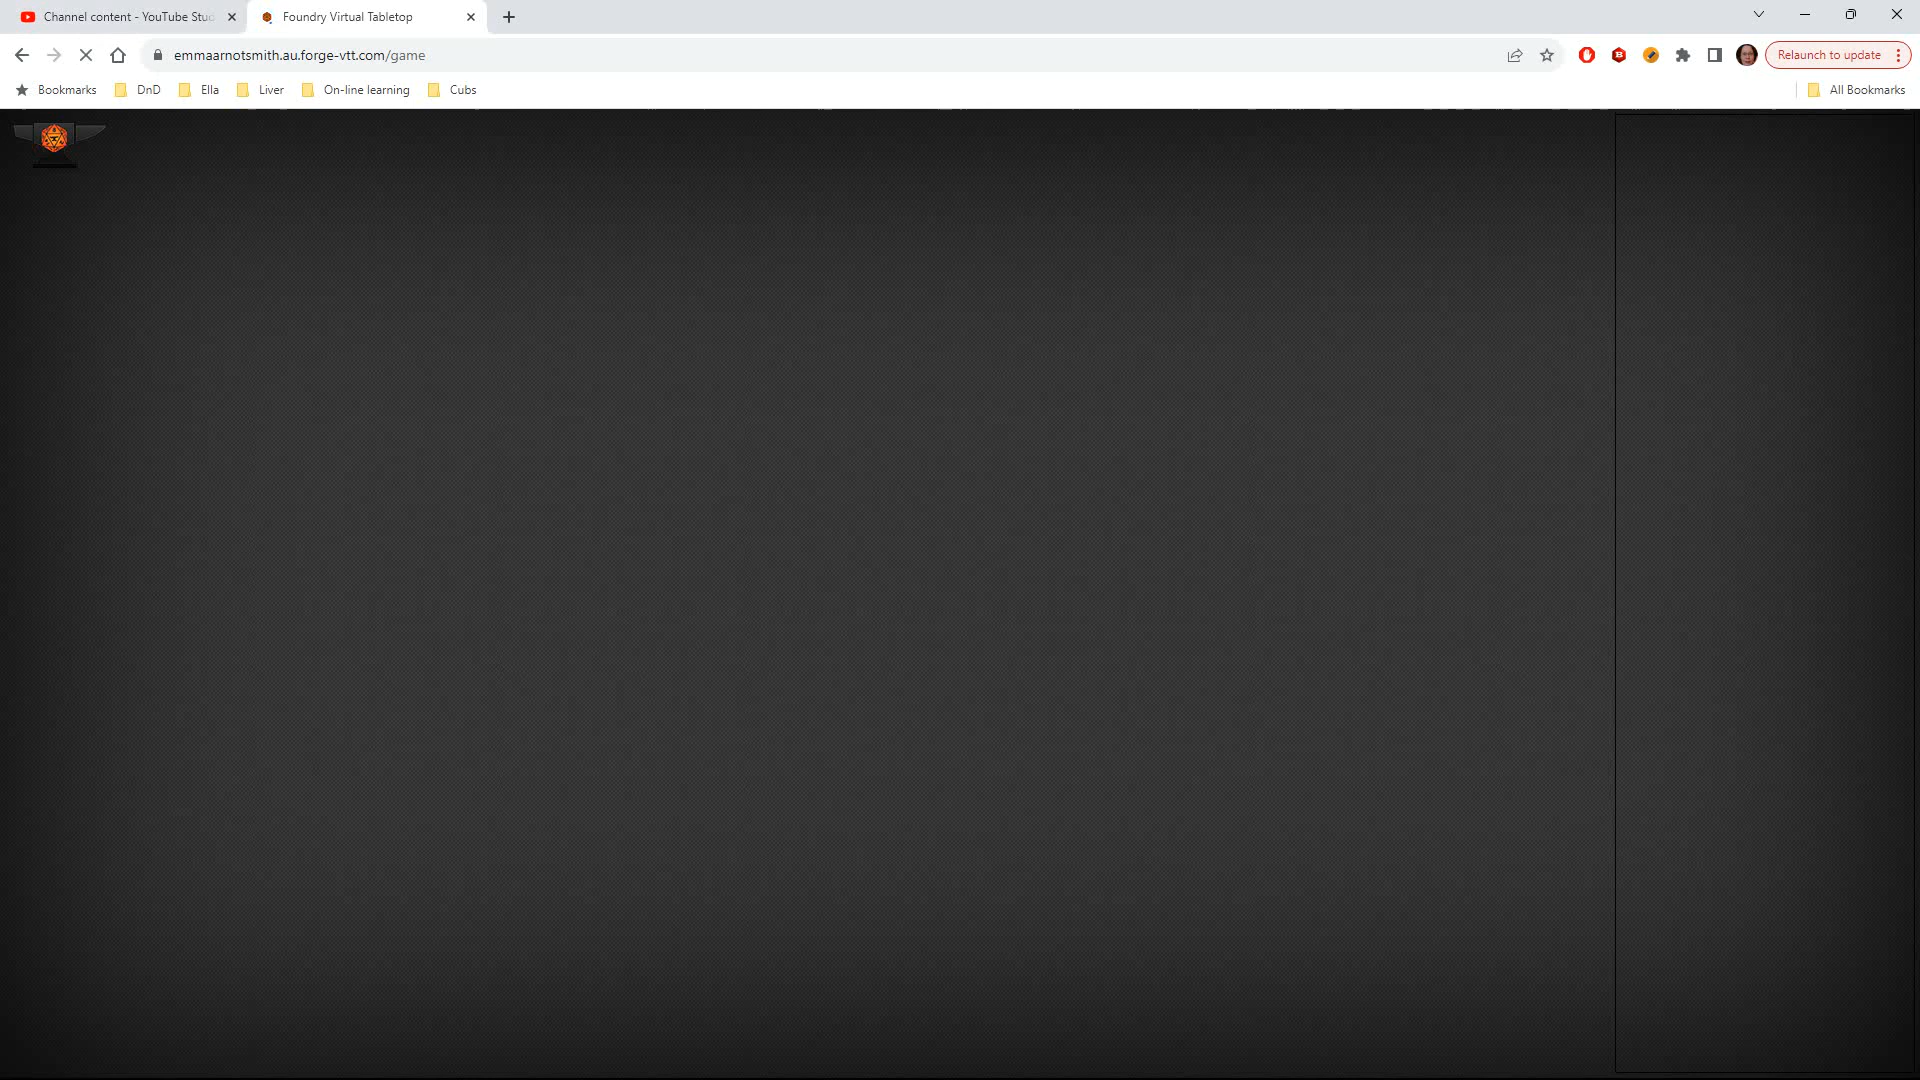 Channel content - YouTube Stu
Foundry Virtual Tabletop
emmaarnotsmith.au.forge-vtt.com/game
Relaunch to update
Bookmarks
DnD
Ella
Liver
On-line learning
Cubs
All Bookmarks